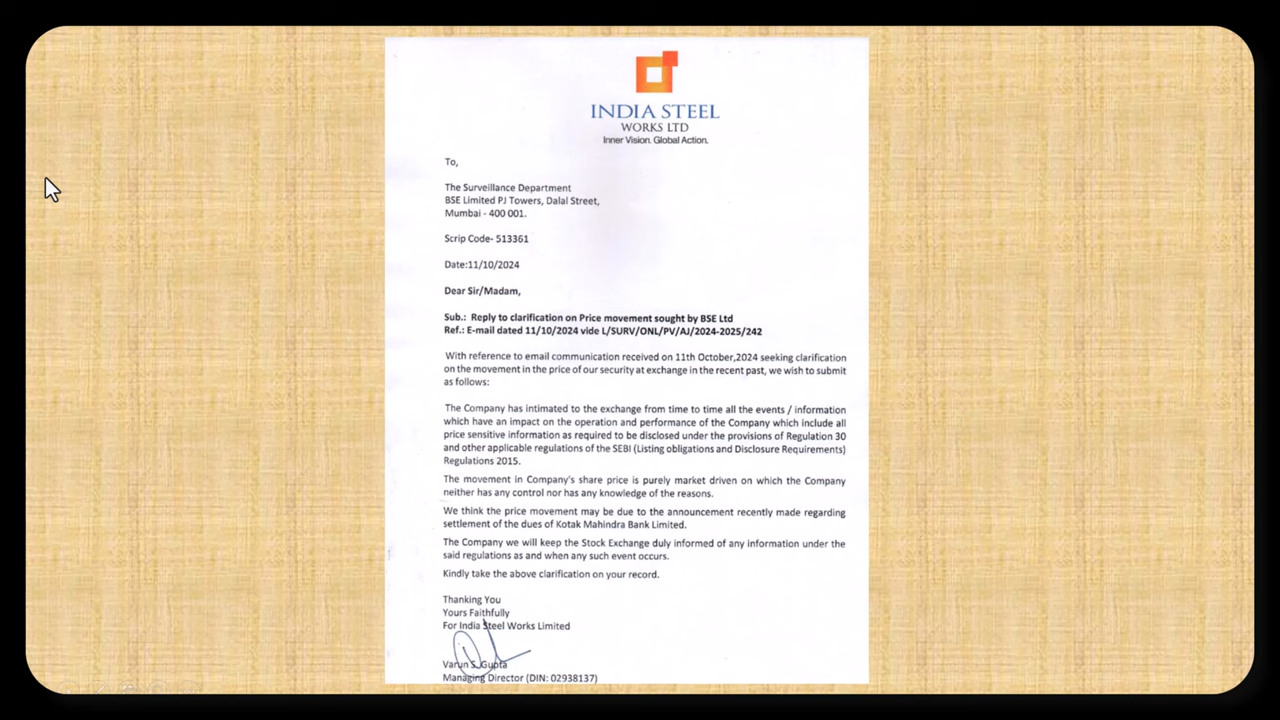 INDIA STEEL
WORKS LTD
Inner Vision. Global Action.
To,
The Surveillance Department
BSE Limited PJ Towers, Dalal Street,
Mumbai - 400 001.
Scrip Code- 513361
Date:11/10/2024
Dear Sir/Madam,
Sub.: Reply to clarification on Price movement sought by BSE Ltd
Ref.: E-mail dated 11/10/2024 vide L/SURV/ONL/PV/AJ/2024-2025/242
With reference to email communication received on 11th October,2024 seeking clarification
on the movement in the price of our security at exchange in the recent past, we wish to submit
as follows:
The Company has intimated to the exchange from time to time all the events / information
which have an impact on the operation and performance of the Company which include all
price sensitive information as required to be disclosed under the provisions of Regulation 30
and other applicable regulations of the SEBI (Listing obligations and Disclosure Requirements)
Regulations 2015.
The movement in Company's share price is purely market driven on which the Company
neither has any control nor has any knowledge of the reasons.
We think the price movement may be due to the announcement recently made regarding
settlement of the dues of Kotak Mahindra Bank Limited.
The Company we will keep the Stock Exchange duly informed of any information under the
said regulations as and when any such event occurs.
Kindly take the above clarification on your record.
Thanking You
Yours Faithfully
For India Steel Works Limited
Varun S. Gupta
Managing Director (DIN: 02938137)